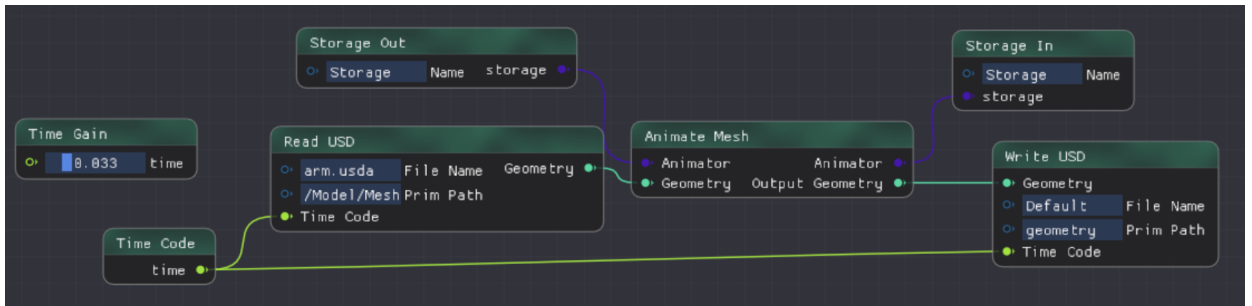 Storage Out
Storage Name storage
Storage In
Storage Name
storage
Time Gain
0.033 time
Read USD
arm.usda File Name Geometry
/Model/Mesh Prim Path
Time Code
Animate Mesh
Animator Animator
Geometry Output Geometry
Write USD
Geometry
Default File Name
geometry Prim Path
Time Code
Time Code
time